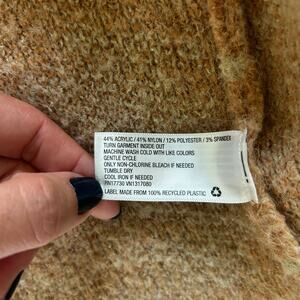 44% ACRYLIC / 41% NYLON / 12% POLYESTER / 3% SPANDEX
TURN GARMENT INSIDE OUT
MACHINE WASH COLD WITH LIKE COLORS
GENTLE CYCLE
ONLY NON-CHLORINE BLEACH IF NEEDED
TUMBLE DRY
COOL IRON IF NEEDED
RN17730 VN1317080
LABEL MADE FROM 100% RECYCLED PLASTIC